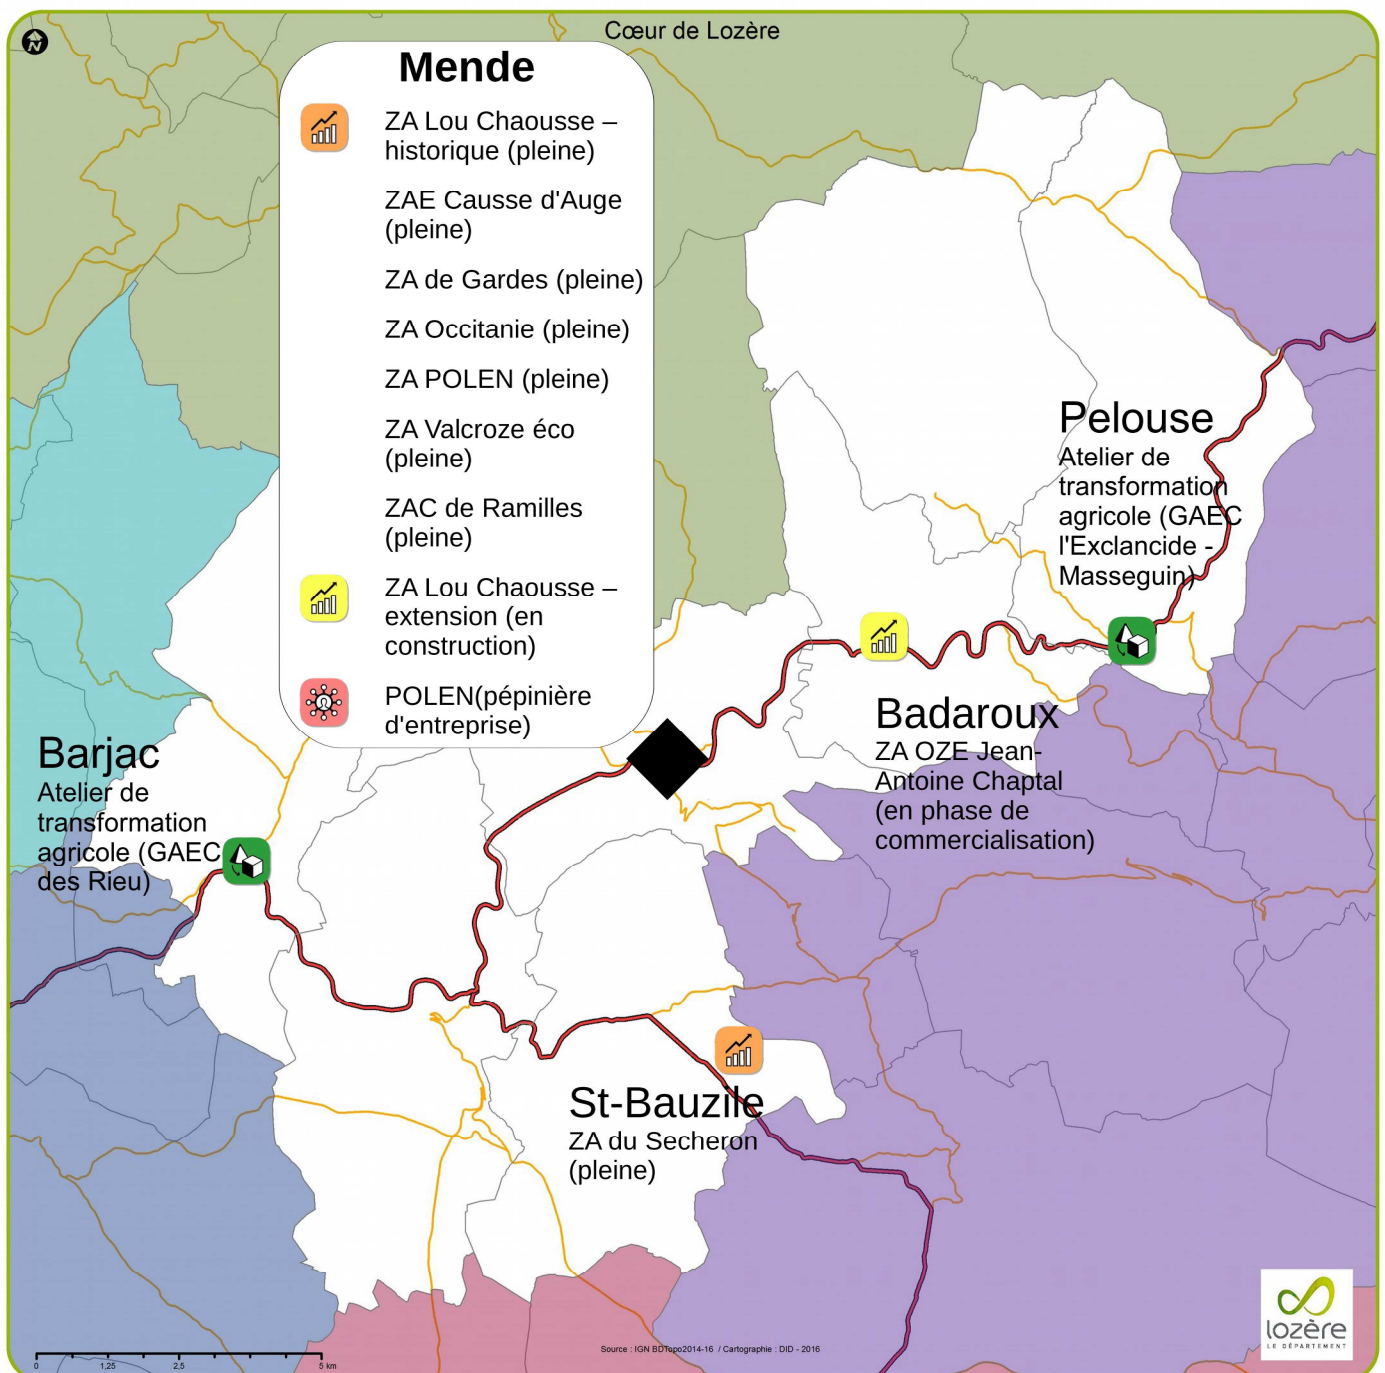 Cœur de Lozère
N
Mende
ZA Lou Chaousse –
historique (pleine)
ZAE Causse d'Auge
(pleine)
ZA de Gardes (pleine)
ZA Occitanie (pleine)
ZA POLEN (pleine)
ZA Valcroze éco
(pleine)
ZAC de Ramilles
(pleine)
ZA Lou Chaousse –
extension (en
construction)
POLEN(pépinière
d'entreprise)
Pelouse
Atelier de
transformation
agricole (GAEC
l'Exclancide -
Masseguin)
Badaroux
ZA OZE Jean-
Antoine Chaptal
(en phase de
commercialisation)
Barjac
Atelier de
transformation
agricole (GAEC
des Rieu)
St-Bauzile
ZA du Secheron
(pleine)
0 1,25 2,5 5 km
Source : IGN BDTopo2014-16 / Cartographie : DID - 2016
lozère
LE DÉPARTEMENT